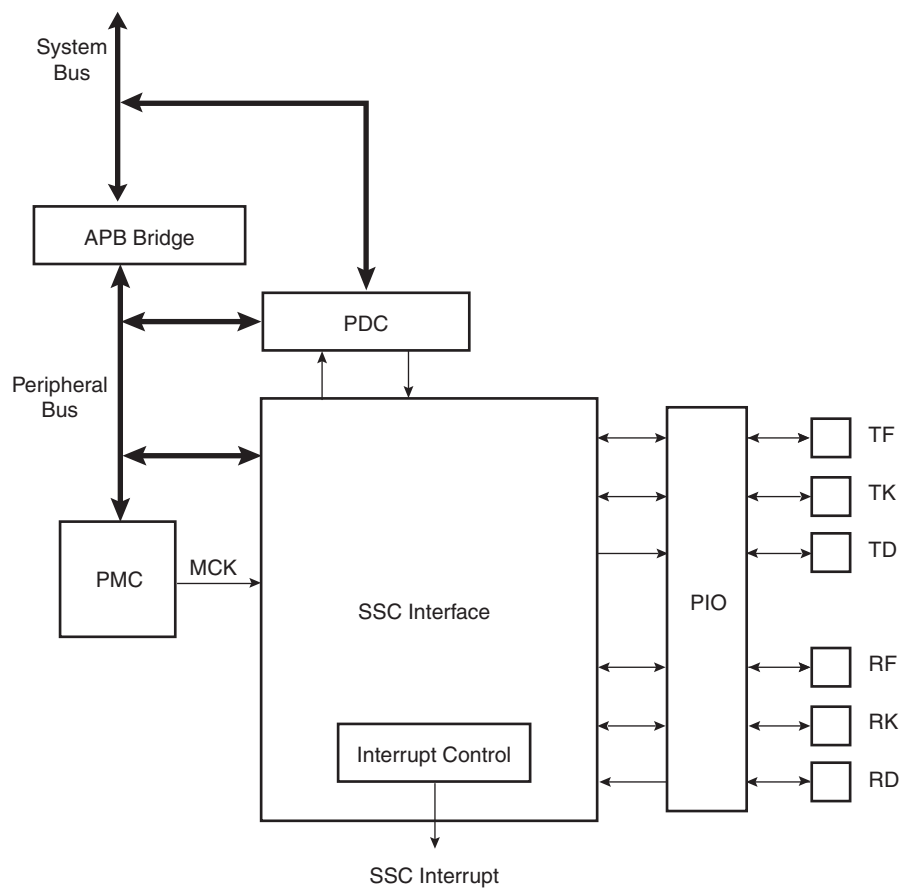 System
Bus
APB Bridge
PDC
Peripheral
Bus
PMC
MCK
SSC Interface
PIO
TF
TK
TD
RF
RK
RD
Interrupt Control
SSC Interrupt